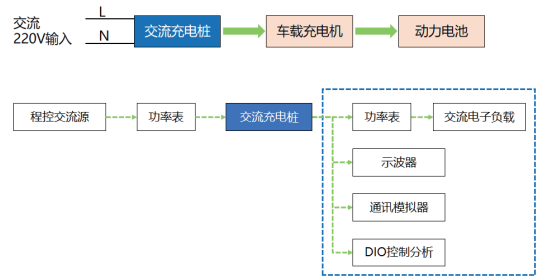 交流
220V输入
L
N
交流充电桩
车载充电机
动力电池
程控交流源
功率表
交流充电桩
功率表
交流电子负载
示波器
通讯模拟器
DIO控制分析